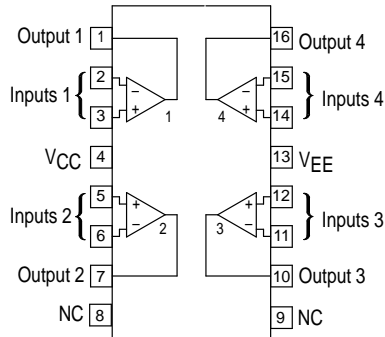 Output 1 1 16 Output 4
2 15
Inputs 1 { − − } Inputs 4
3 + 1 4 + 14
VCC 4 13 VEE
5 + + 12
Inputs 2 { } Inputs 3
6 − 2 3 − 11
Output 2 7 10 Output 3
NC 8 9 NC